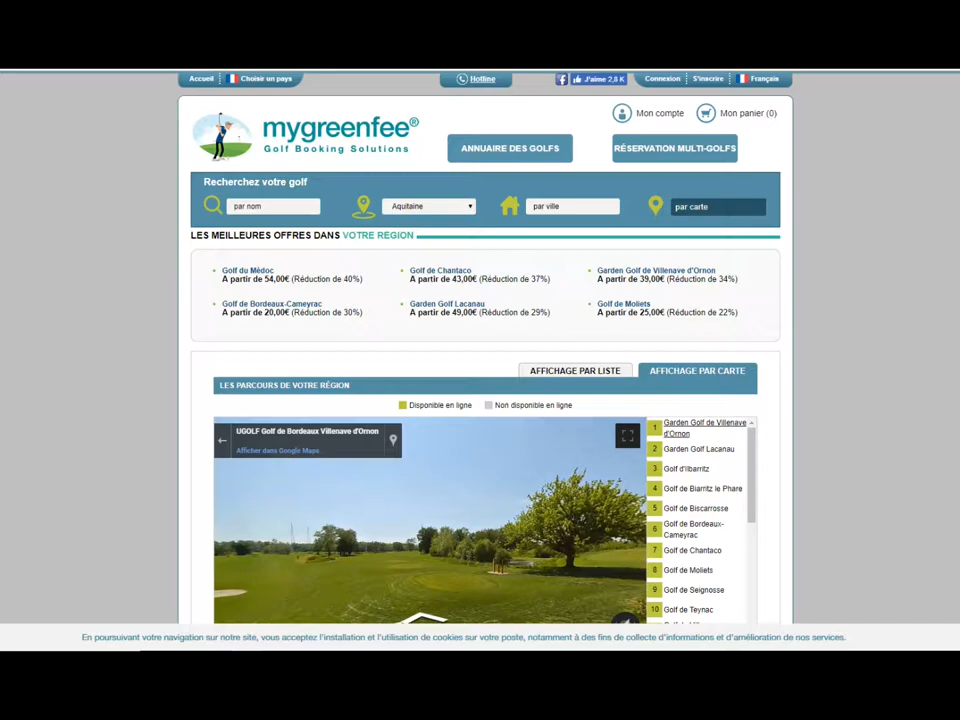 Accueil
Choisir un pays
Hotline
J'aime 2,6 K
Connexion
S'inscrire
Français
mygreenfee®
Golf Booking Solutions
Mon compte
Mon panier (0)
ANNUAIRE DES GOLFS
RÉSERVATION MULTI-GOLFS
Recherchez votre golf
par nom
Aquitaine
par ville
par carte
LES MEILLEURES OFFRES DANS VOTRE RÉGION
Golf du Médoc
A partir de 54,00€ (Réduction de 40%)
Golf de Chantaco
A partir de 43,00€ (Réduction de 37%)
Garden Golf de Villenave d'Ornon
A partir de 39,00€ (Réduction de 34%)
Golf de Bordeaux-Cameyrac
A partir de 20,00€ (Réduction de 30%)
Garden Golf Lacanau
A partir de 49,00€ (Réduction de 29%)
Golf de Moliets
A partir de 25,00€ (Réduction de 22%)
AFFICHAGE PAR LISTE
AFFICHAGE PAR CARTE
LES PARCOURS DE VOTRE RÉGION
Disponible en ligne
Non disponible en ligne
UGOLF Golf de Bordeaux Villenave d'Ornon
Afficher dans Google Maps
1 Garden Golf de Villenave
d'Ornon
2 Garden Golf Lacanau
3 Golf d'Ilbarritz
4 Golf de Biarritz le Phare
5 Golf de Biscarrosse
6 Golf de Bordeaux-
Cameyrac
7 Golf de Chantaco
8 Golf de Moliets
9 Golf de Seignosse
10 Golf de Teynac
En poursuivant votre navigation sur notre site, vous acceptez l'installation et l'utilisation de cookies sur votre poste, notamment à des fins de collecte d'informations et d'amélioration de nos services.